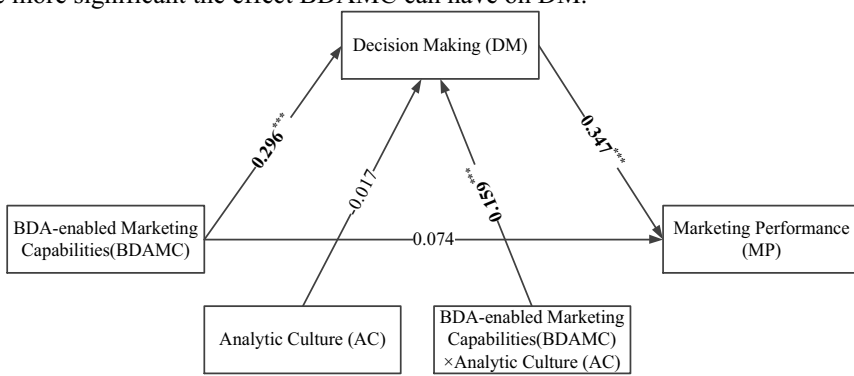 more significant the effect BDAMC can have on DM.
Decision Making (DM)
0.296***
-0.017
0.159***
0.347***
BDA-enabled Marketing
Capabilities(BDAMC)
0.074
Marketing Performance
(MP)
Analytic Culture (AC)
BDA-enabled Marketing
Capabilities(BDAMC)
×Analytic Culture (AC)